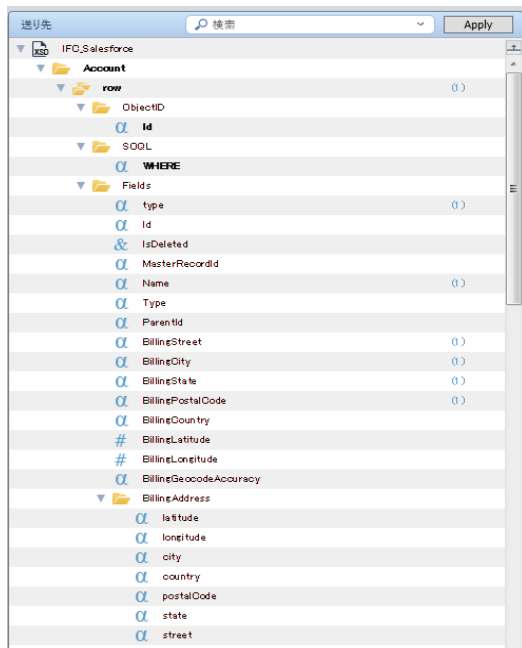 送り先 検索 Apply
XSD IFC_Salesforce
Account
row (1)
ObjectID
α Id
SOQL
α WHERE
Fields
α type (1)
α Id
& IsDeleted
α MasterRecordId
α Name (1)
α Type
α ParentId
α BillingStreet (1)
α BillingCity (1)
α BillingState (1)
α BillingPostalCode (1)
α BillingCountry
# BillingLatitude
# BillingLongitude
α BillingGeocodeAccuracy
BillingAddress
α latitude
α longitude
α city
α country
α postalCode
α state
α street